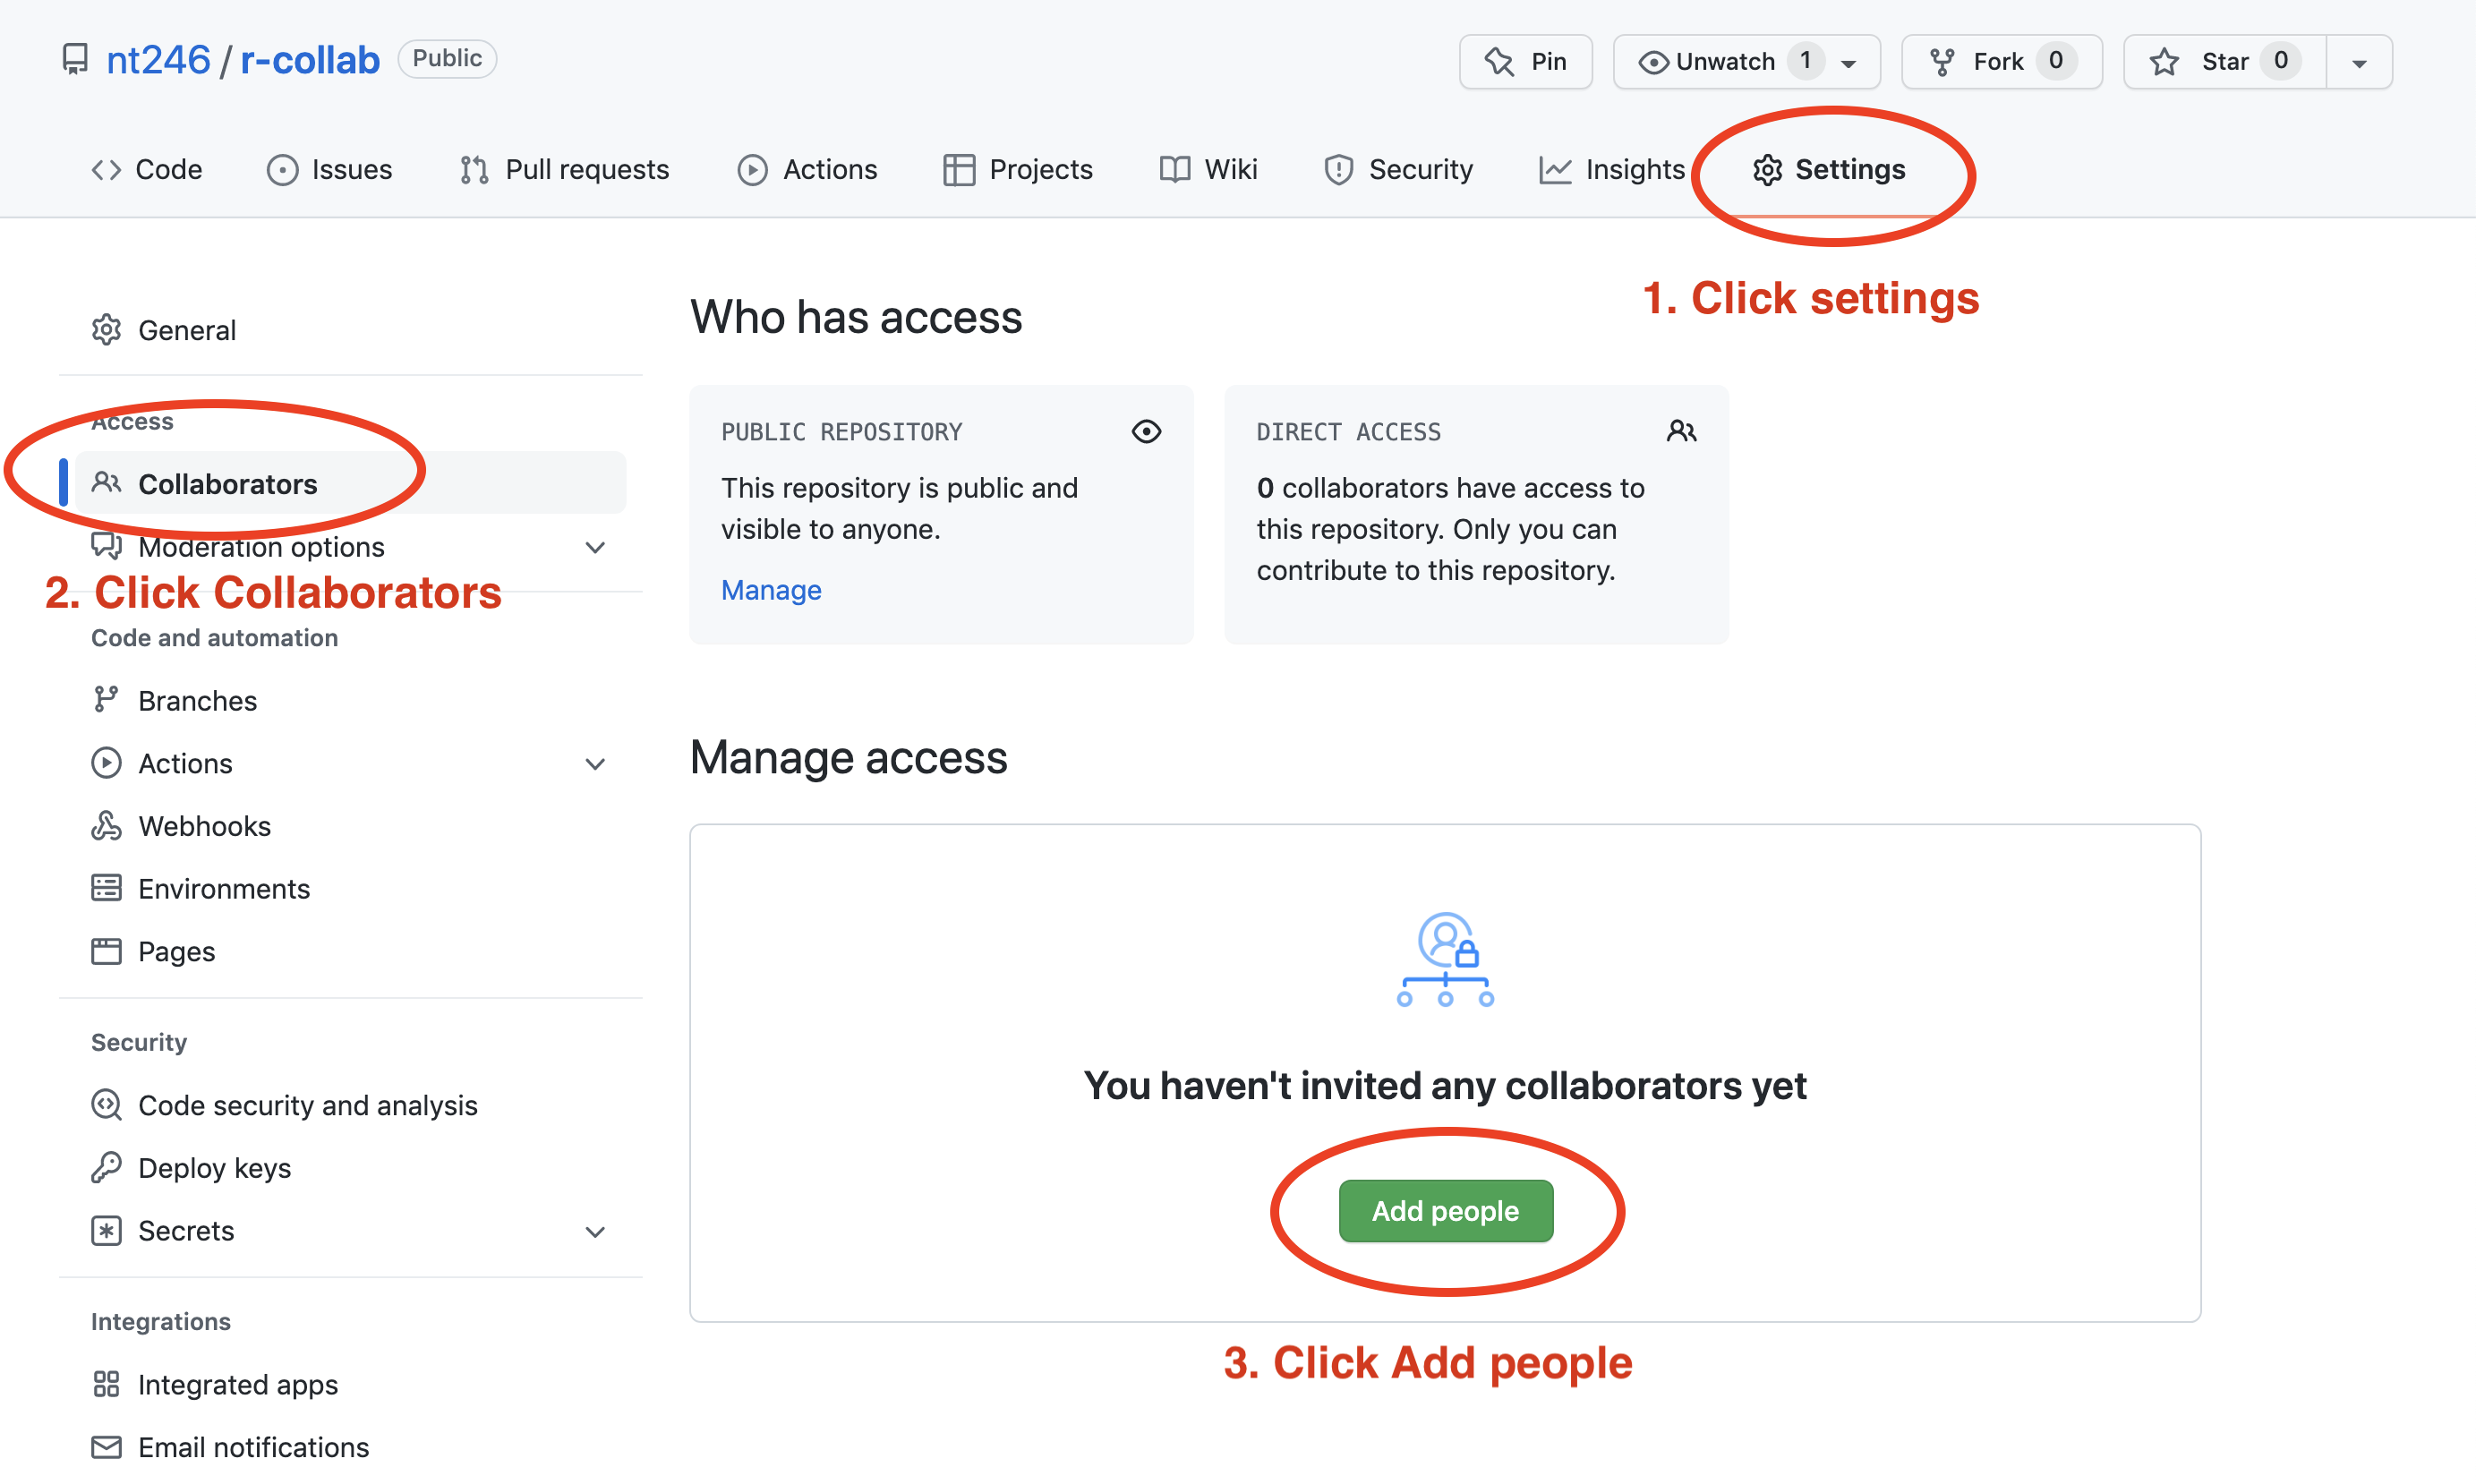 nt246 / r-collab Public
Pin
Unwatch 1
Fork 0
Star 0
Code
Issues
Pull requests
Actions
Projects
Wiki
Security
Insights
Settings
1. Click settings
General
Access
Collaborators
Moderation options
2. Click Collaborators
Code and automation
Branches
Actions
Webhooks
Environments
Pages
Security
Code security and analysis
Deploy keys
Secrets
Integrations
Integrated apps
Email notifications
Who has access
PUBLIC REPOSITORY
This repository is public and
visible to anyone.
Manage
DIRECT ACCESS
0 collaborators have access to
this repository. Only you can
contribute to this repository.
Manage access
You haven't invited any collaborators yet
Add people
3. Click Add people